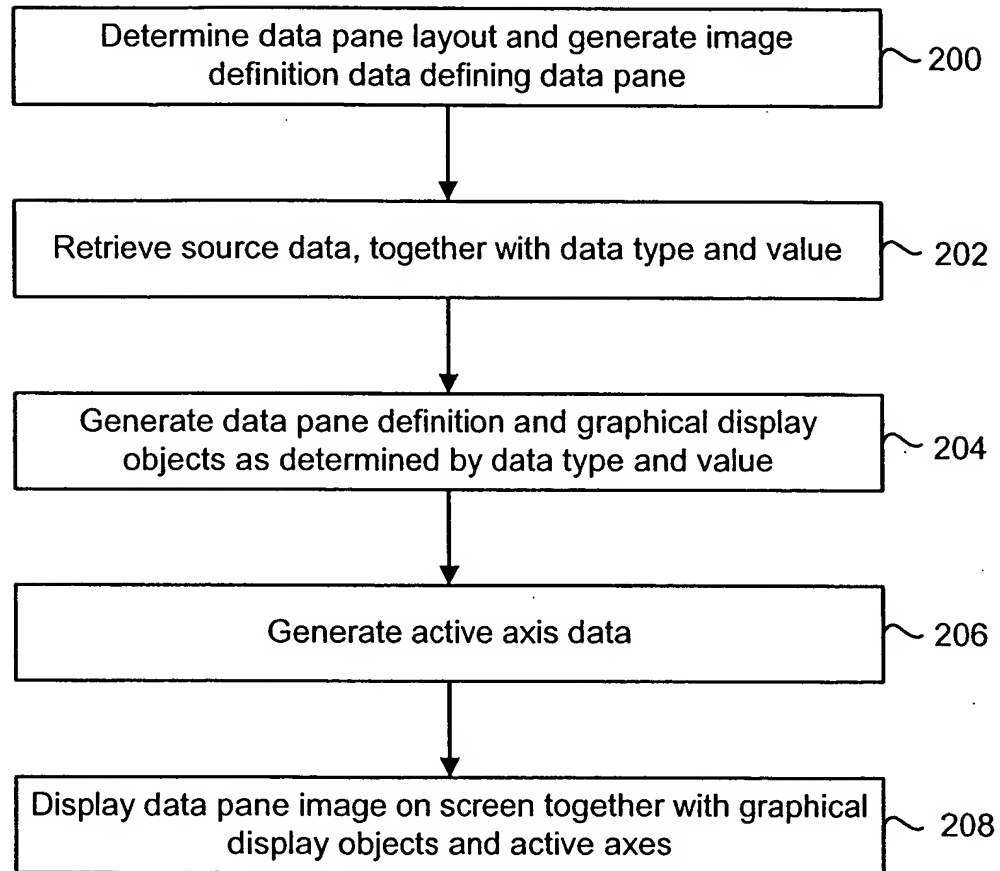 Determine data pane layout and generate image
definition data defining data pane
200
Retrieve source data, together with data type and value
202
Generate data pane definition and graphical display
objects as determined by data type and value
204
Generate active axis data
206
Display data pane image on screen together with graphical
display objects and active axes
208